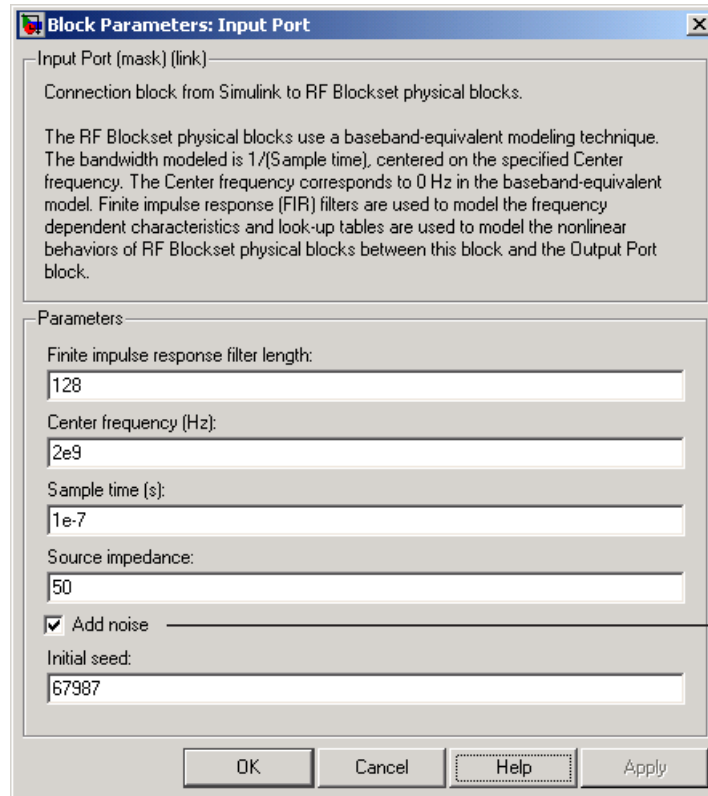 Block Parameters: Input Port
Input Port (mask) (link)
Connection block from Simulink to RF Blockset physical blocks.
The RF Blockset physical blocks use a baseband-equivalent modeling technique.
The bandwidth modeled is 1/(Sample time), centered on the specified Center
frequency. The Center frequency corresponds to 0 Hz in the baseband-equivalent
model. Finite impulse response (FIR) filters are used to model the frequency
dependent characteristics and look-up tables are used to model the nonlinear
behaviors of RF Blockset physical blocks between this block and the Output Port
block.
Parameters
Finite impulse response filter length:
128
Center frequency (Hz):
2e9
Sample time (s):
1e-7
Source impedance:
50
Add noise
Initial seed:
67987
OK Cancel Help Apply